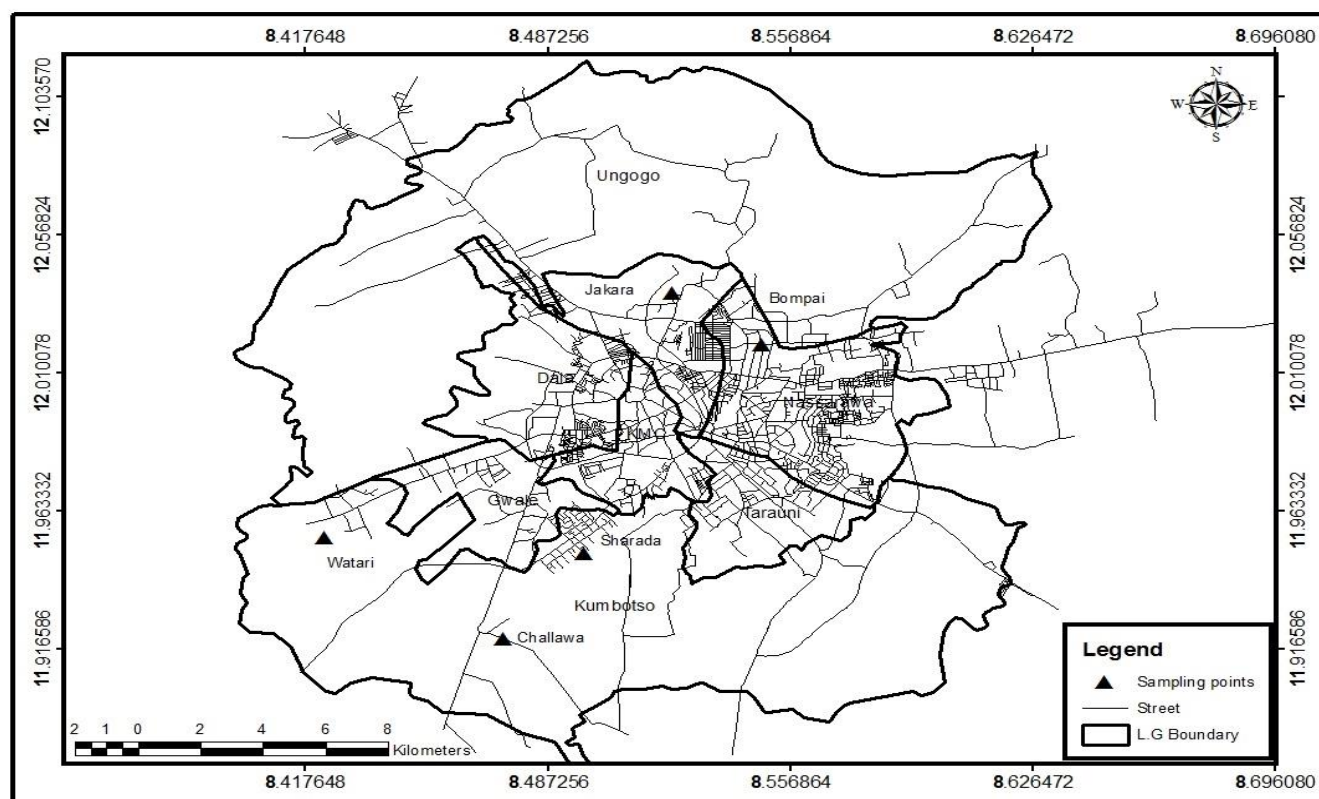 8.417648 8.487256 8.556864 8.626472 8.696080
N
W E
S
12.103570 12.103570
Ungogo
12.056824 12.056824
Jakara Bompai
12.010078 12.010078
Dala
Nassarawa
KMC
11.963332 11.963332
Gwale
Tarauni
Sharada
Watari
Kumbotso
Challawa
11.916586 11.916586
Legend
Sampling points
Street
L.G Boundary
2 1 0 2 4 6 8
Kilometers
8.417648 8.487256 8.556864 8.626472 8.696080